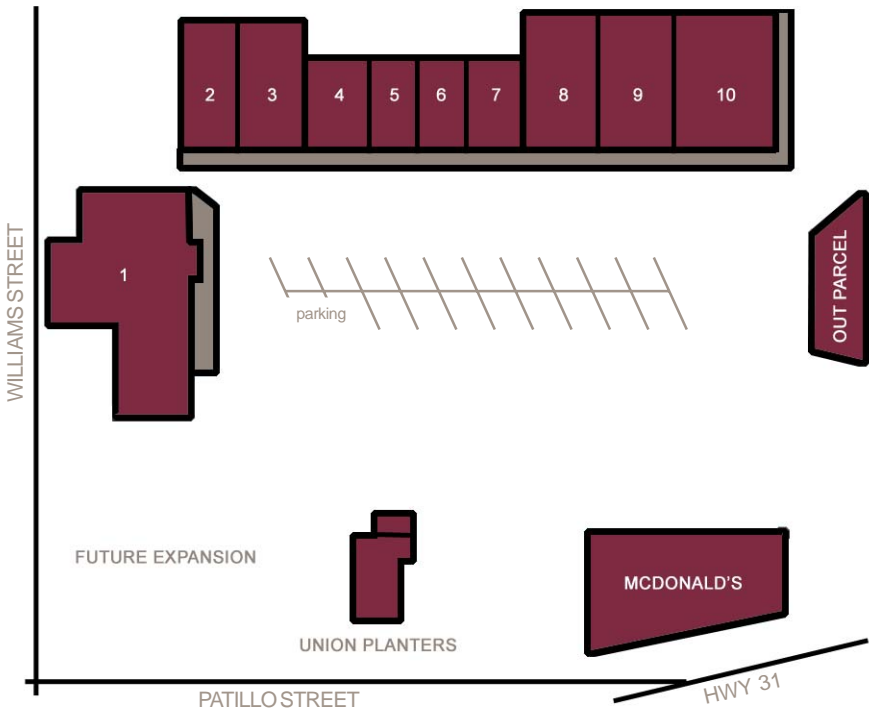 2
3
4
5
6
7
8
9
10
WILLIAMS STREET
1
parking
OUT PARCEL
FUTURE EXPANSION
MCDONALD'S
UNION PLANTERS
PATILLO STREET
HWY 31